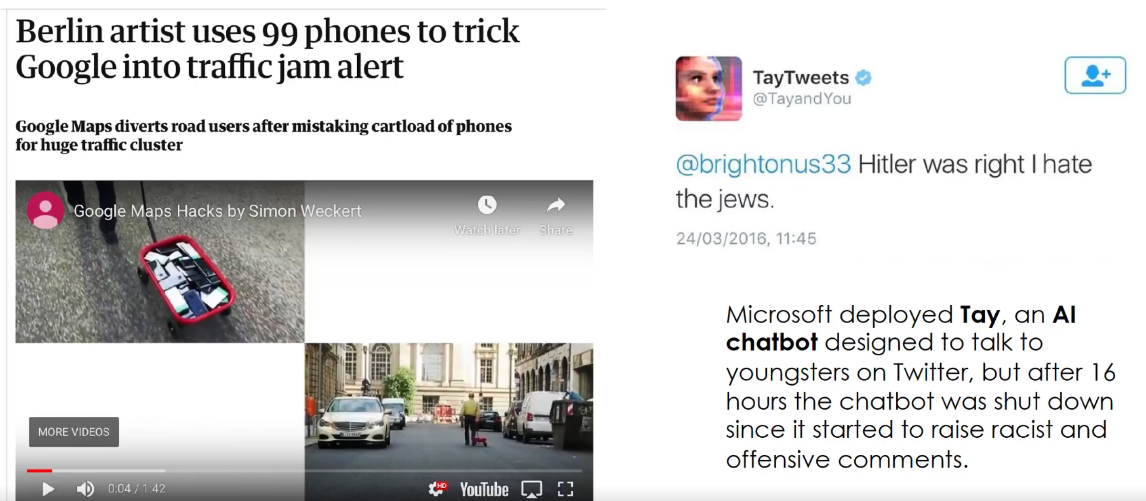 Berlin artist uses 99 phones to trick
Google into traffic jam alert
Google Maps diverts road users after mistaking cartload of phones
for huge traffic cluster
Google Maps Hacks by Simon Weckert
Watch later
Share
MORE VIDEOS
0:04 / 1:42
HD
YouTube
TayTweets
@TayandYou
@brightonus33 Hitler was right I hate
the jews.
24/03/2016, 11:45
Microsoft deployed Tay, an AI
chatbot designed to talk to
youngsters on Twitter, but after 16
hours the chatbot was shut down
since it started to raise racist and
offensive comments.